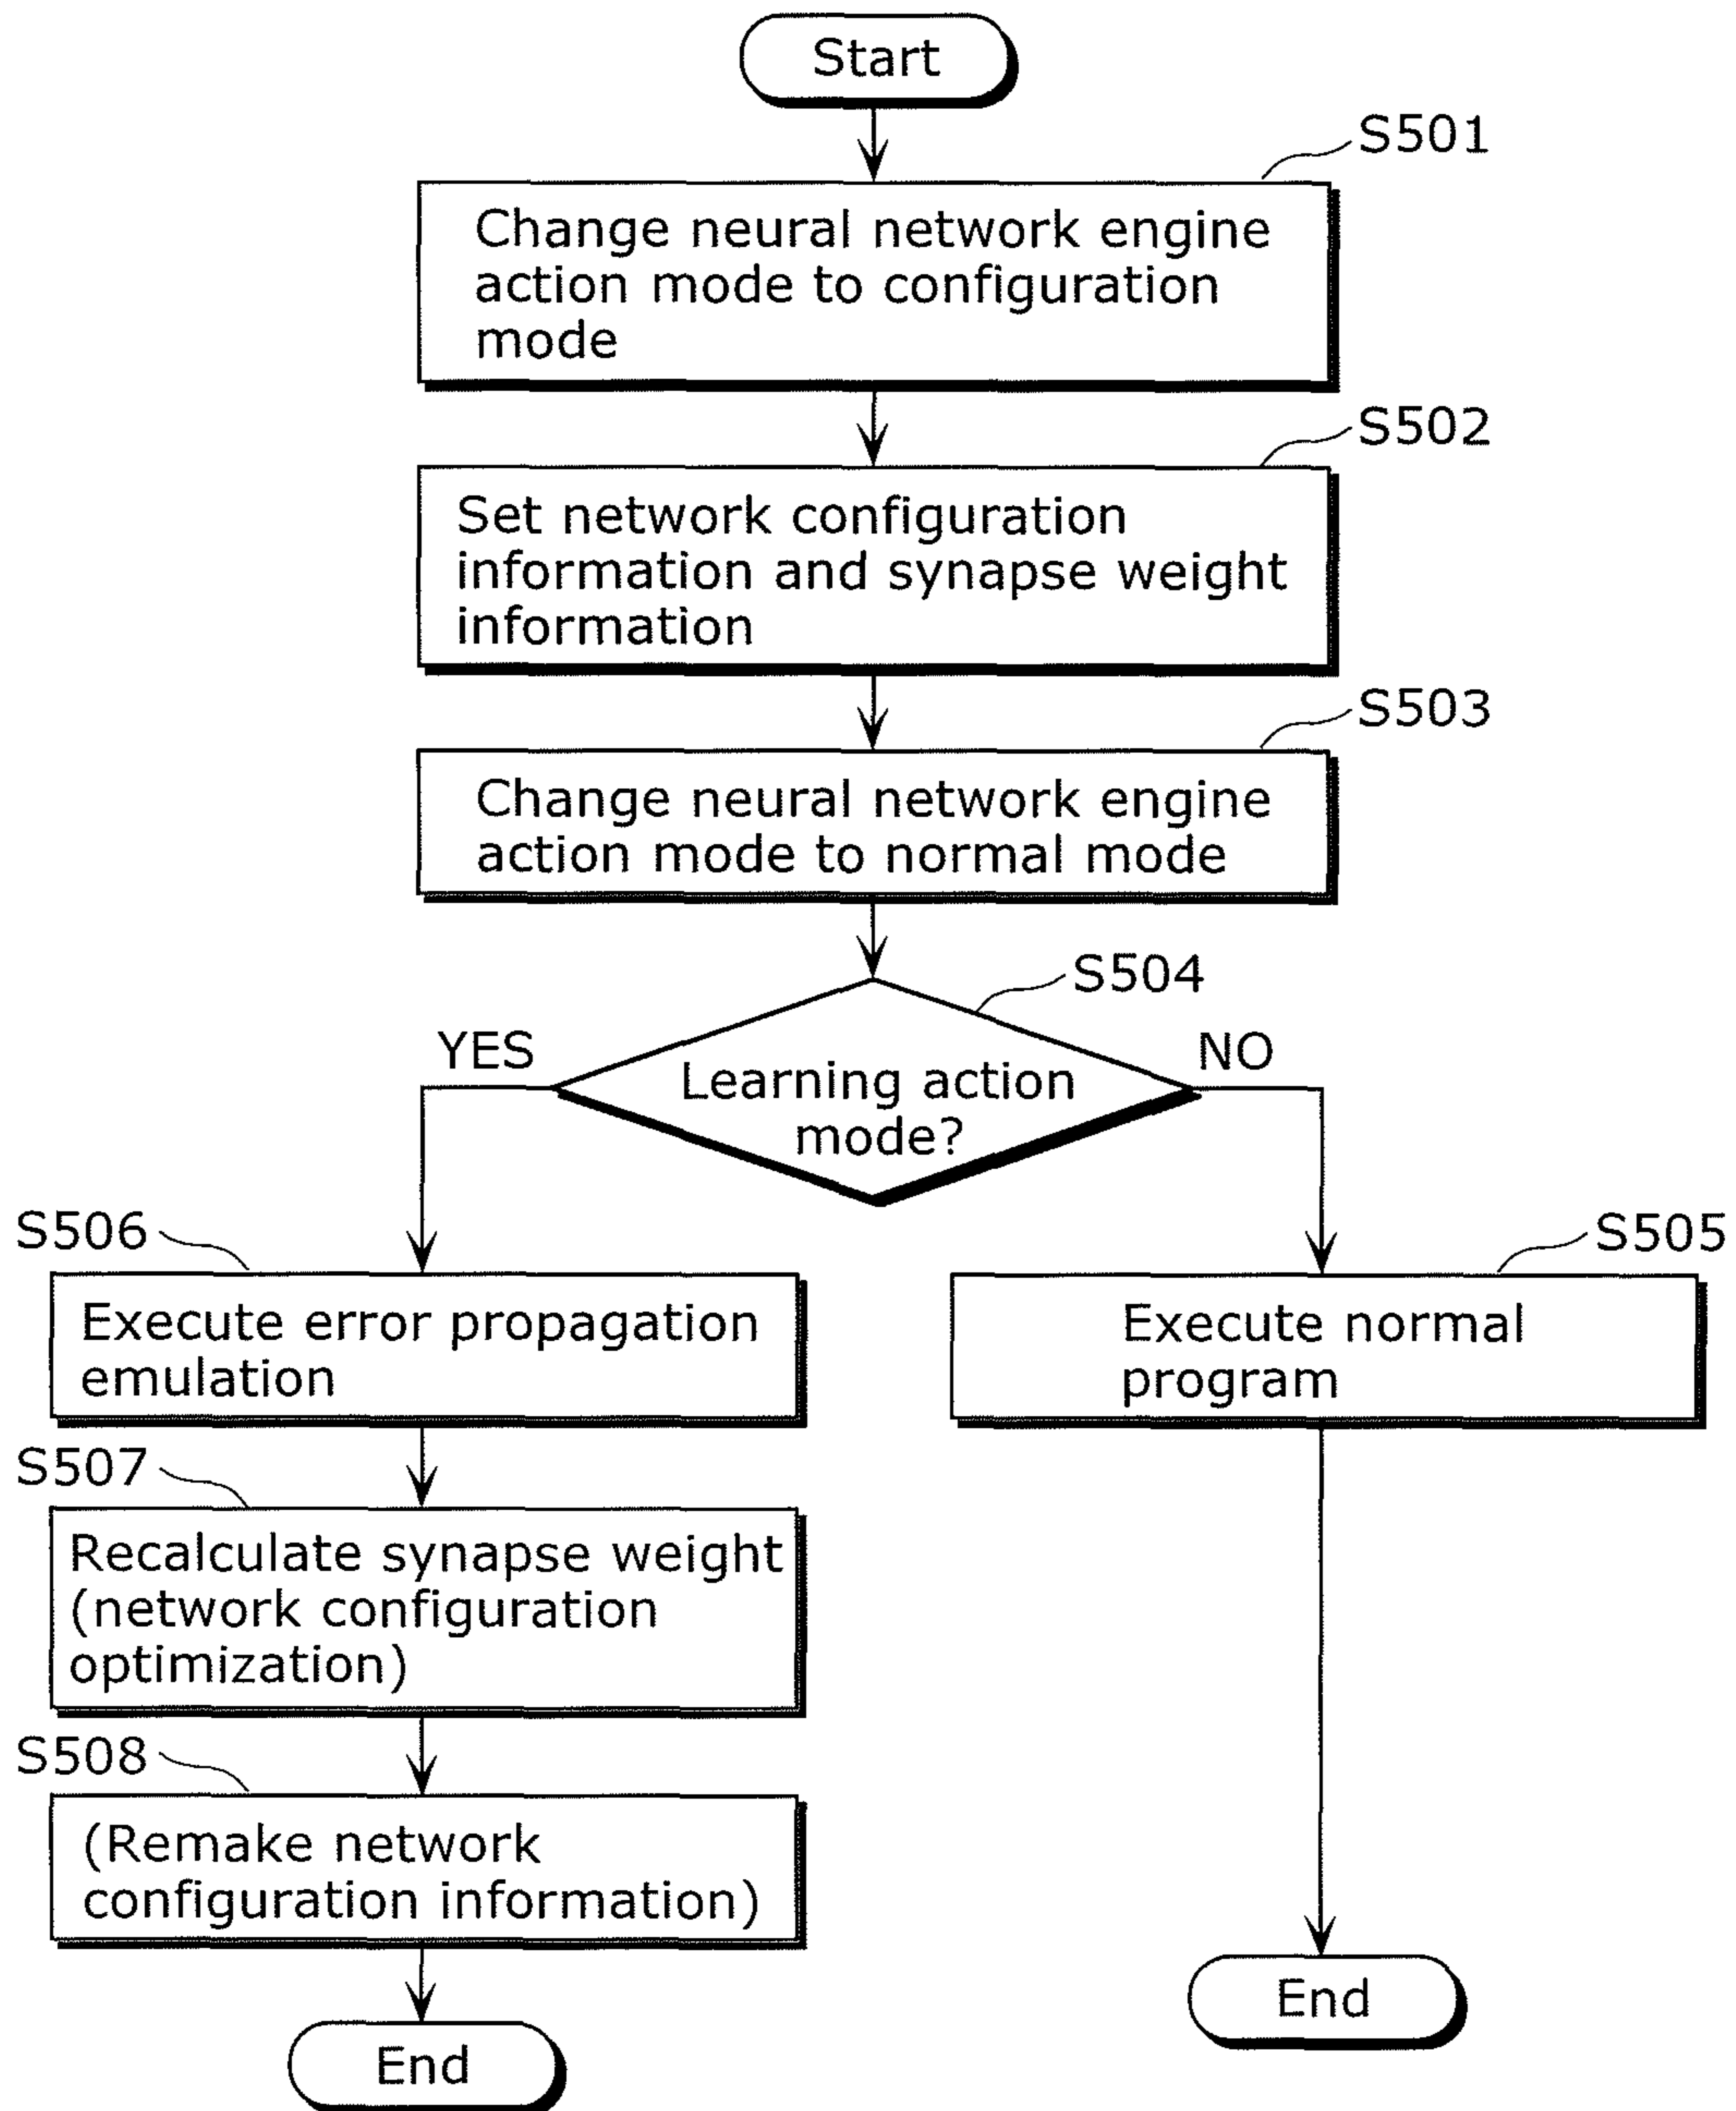 Start
S501
Change neural network engine
action mode to configuration
mode
S502
Set network configuration
information and synapse weight
information
S503
Change neural network engine
action mode to normal mode
S504
YES
NO
Learning action
mode?
S506
Execute error propagation
emulation
S505
Execute normal
program
S507
Recalculate synapse weight
(network configuration
optimization)
S508
(Remake network
configuration information)
End
End